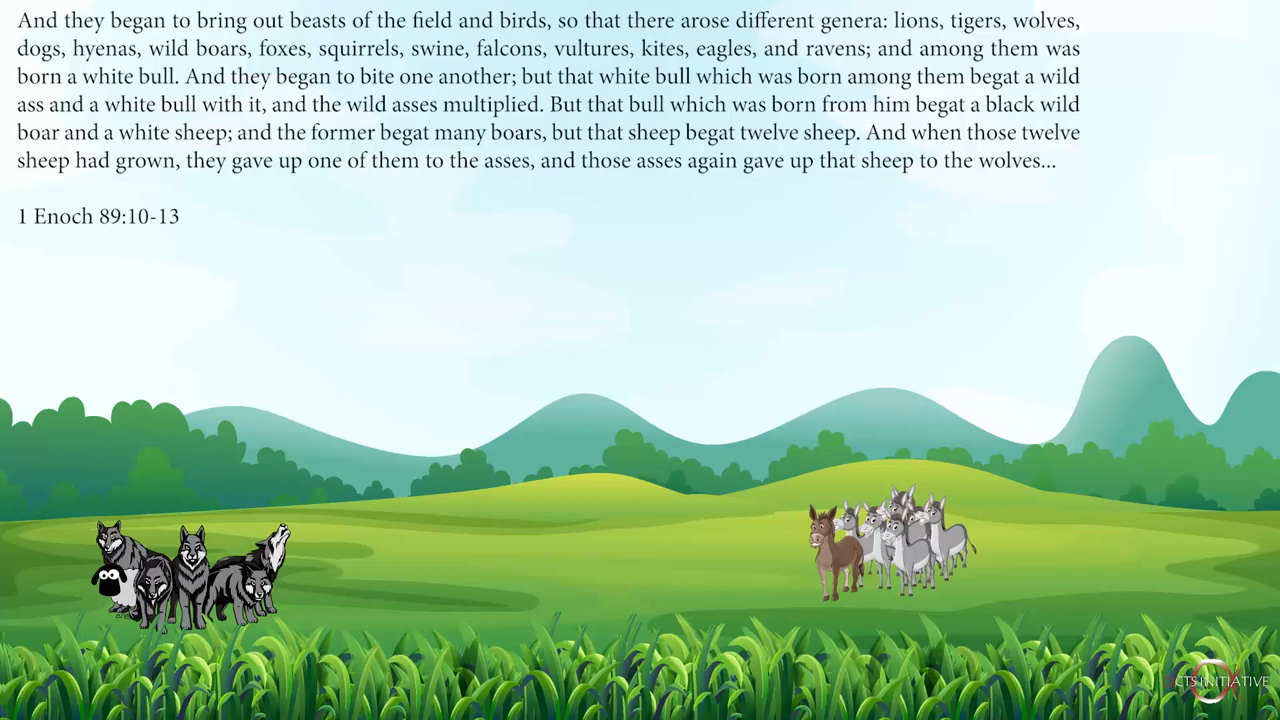 And they began to bring out beasts of the field and birds, so that there arose different genera: lions, tigers, wolves,
dogs, hyenas, wild boars, foxes, squirrels, swine, falcons, vultures, kites, eagles, and ravens; and among them was
born a white bull. And they began to bite one another; but that white bull which was born among them begat a wild
ass and a white bull with it, and the wild asses multiplied. But that bull which was born from him begat a black wild
boar and a white sheep; and the former begat many boars, but that sheep begat twelve sheep. And when those twelve
sheep had grown, they gave up one of them to the asses, and those asses again gave up that sheep to the wolves...
1 Enoch 89:10-13
CTS INITIATIVE